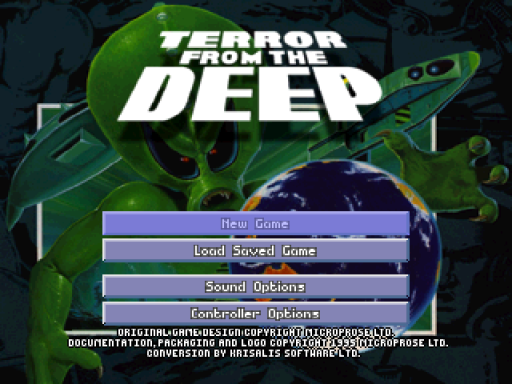 TERROR
FROM THE
DEEP
New Game
Load Saved Game
Sound Options
Controller Options
ORIGINAL GAME DESIGN COPYRIGHT MICROPROSE LTD.
DOCUMENTATION, PACKAGING AND LOGO COPYRIGHT 1995 MICROPROSE LTD.
CONVERSION BY KRISALIS SOFTWARE LTD.